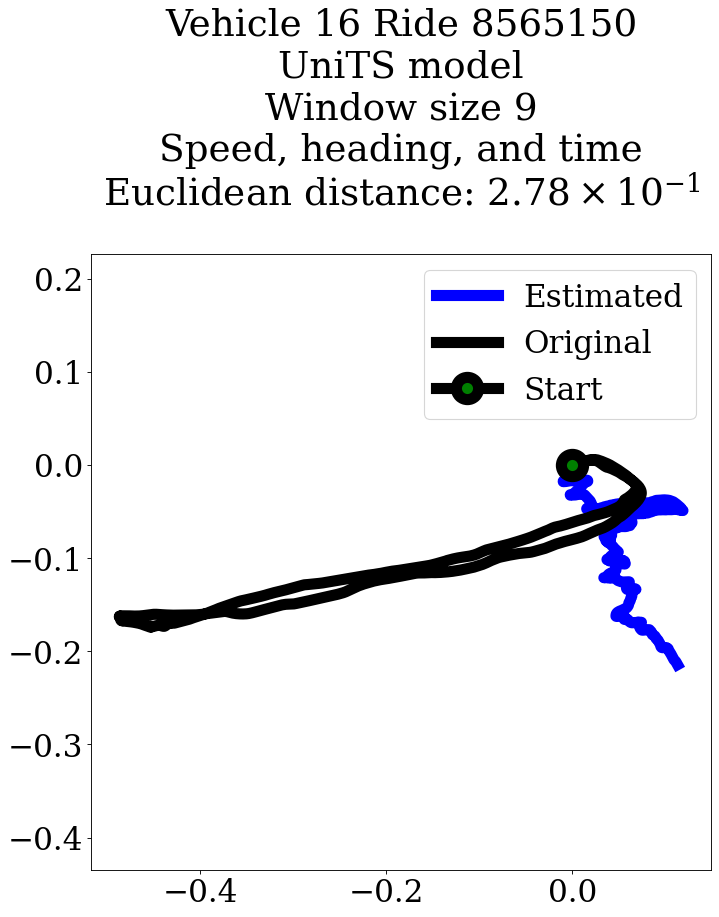 Vehicle 16 Ride 8565150
UniTS model
Window size 9
Speed, heading, and time
Euclidean distance: 2.78 × 10⁻¹
Estimated
Original
Start
0.2
0.1
0.0
−0.1
−0.2
−0.3
−0.4
−0.4 −0.2 0.0